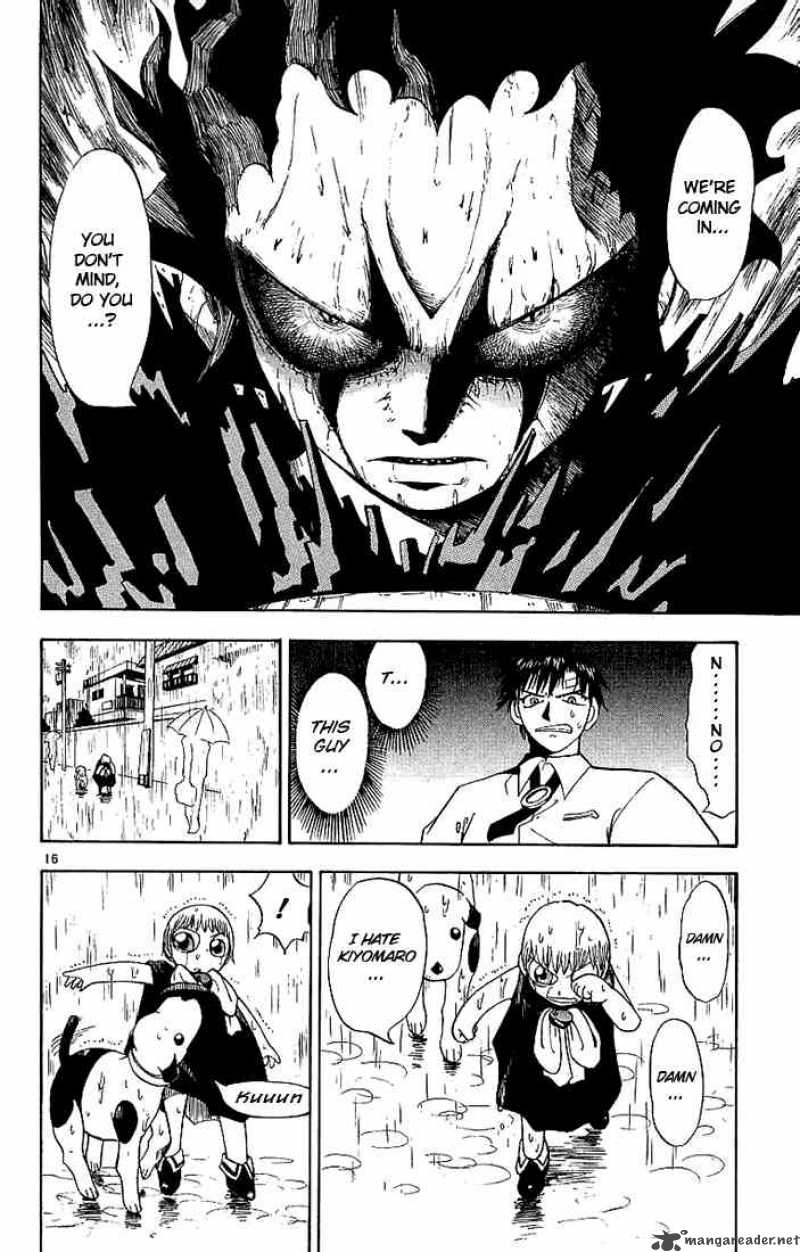 WE'RE
COMING
IN...
YOU
DON'T
MIND,
DO YOU
...?
N......NO....
T...
THIS
GUY
...
16
DAMN
...
I HATE
KIYOMARO
...
DAMN
...
!
Kuuun
mangareader.net